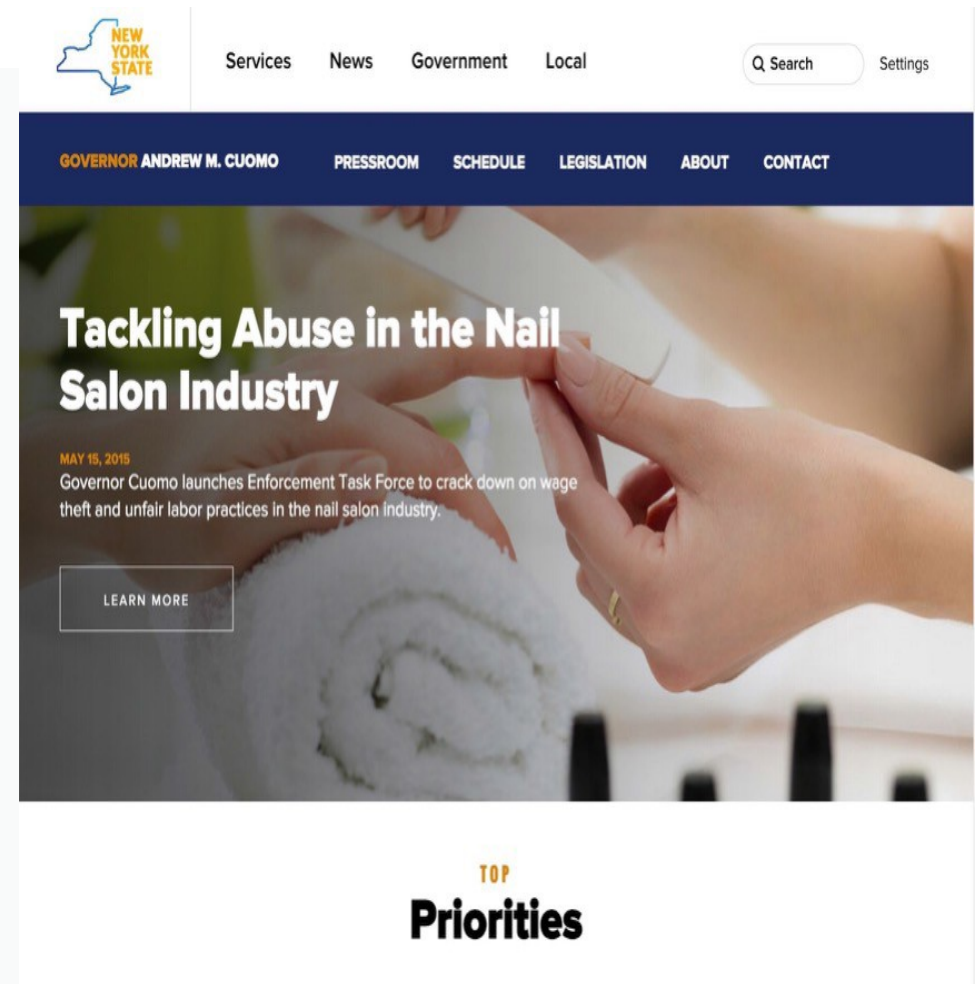 NEW
YORK
STATE
Services News Government Local
Search Settings
GOVERNOR ANDREW M. CUOMO PRESSROOM SCHEDULE LEGISLATION ABOUT CONTACT
Tackling Abuse in the Nail
Salon Industry
MAY 15, 2015
Governor Cuomo launches Enforcement Task Force to crack down on wage
theft and unfair labor practices in the nail salon industry.
LEARN MORE
TOP
Priorities